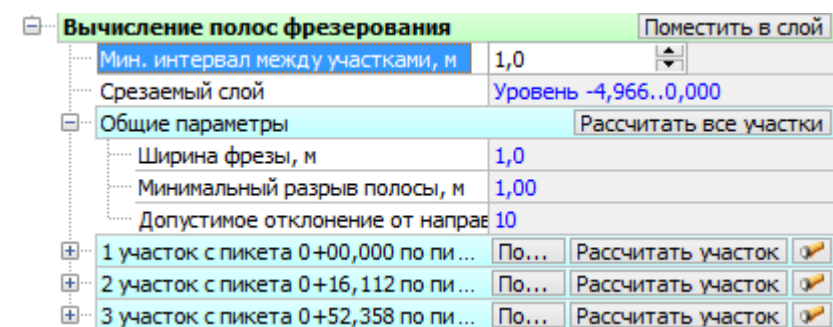 Вычисление полос фрезерования Поместить в слой
Мин. интервал между участками, м 1,0
Срезаемый слой Уровень -4,966..0,000
Общие параметры Рассчитать все участки
Ширина фрезы, м 1,0
Минимальный разрыв полосы, м 1,00
Допустимое отклонение от направ 10
1 участок с пикета 0+00,000 по пи... По... Рассчитать участок
2 участок с пикета 0+16,112 по пи... По... Рассчитать участок
3 участок с пикета 0+52,358 по пи... По... Рассчитать участок